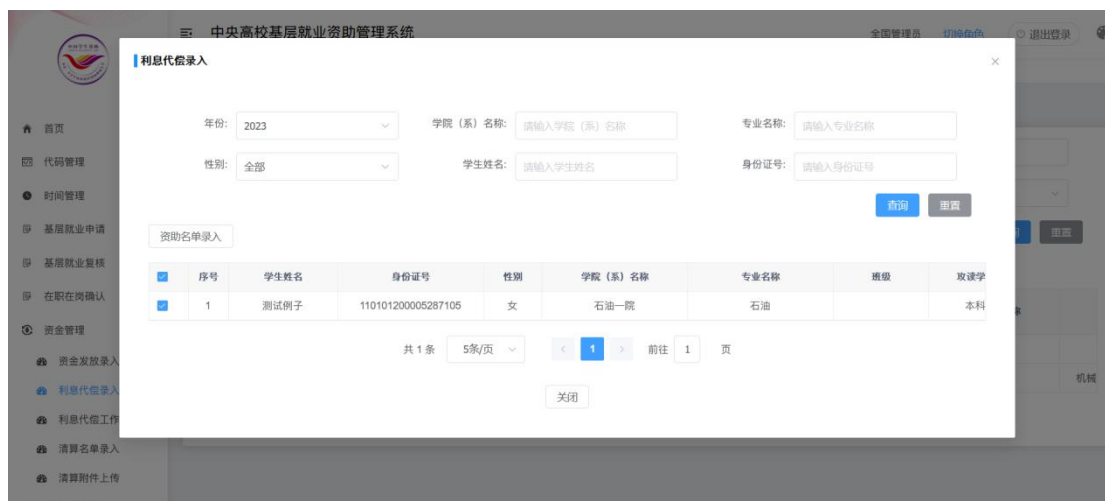 中央高校基层就业资助管理系统
全国管理员 切换角色 退出登录
利息代偿录入
年份: 2023 学院（系）名称: 请输入学院（系）名称 专业名称: 请输入专业名称
性别: 全部 学生姓名: 请输入学生姓名 身份证号: 请输入身份证号
查询 重置
重置
资助名单录入
序号 学生姓名 身份证号 性别 学院（系）名称 专业名称 班级 攻读学
1 测试例子 110101200005287105 女 石油一院 石油 本科
共 1 条 5条/页 1 前往 1 页
关闭
机械
首页
代码管理
时间管理
基层就业申请
基层就业复核
在职在岗确认
资金管理
资金发放录入
利息代偿录入
利息代偿工作
清算名单录入
清算附件上传